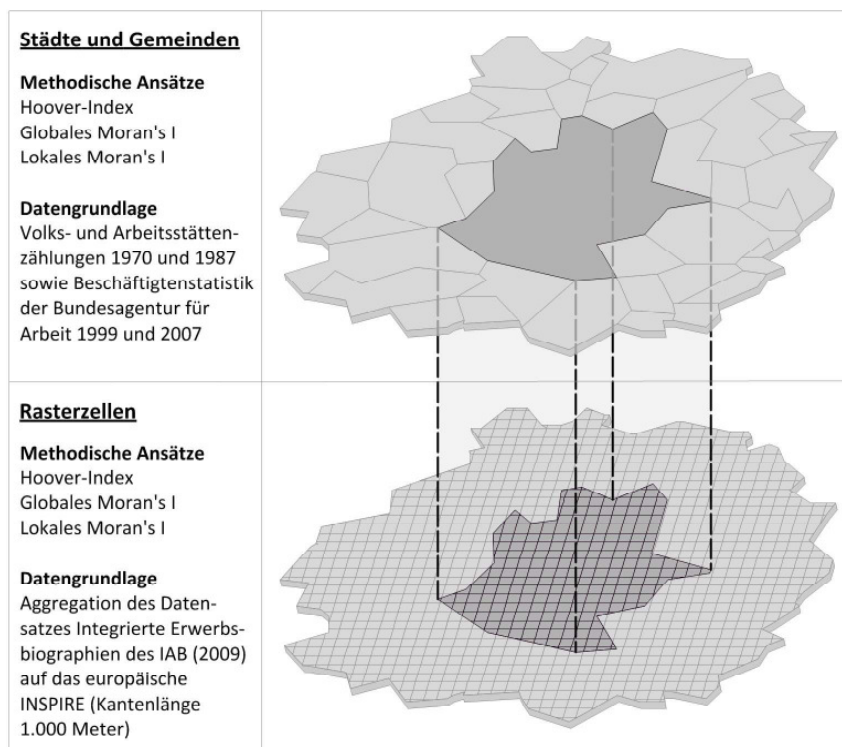 Städte und Gemeinden
Methodische Ansätze
Hoover-Index
Globales Moran's I
Lokales Moran's I
Datengrundlage
Volks- und Arbeitsstätten-
zählungen 1970 und 1987
sowie Beschäftigtenstatistik
der Bundesagentur für
Arbeit 1999 und 2007
Rasterzellen
Methodische Ansätze
Hoover-Index
Globales Moran's I
Lokales Moran's I
Datengrundlage
Aggregation des Daten-
satzes Integrierte Erwerbs-
biographien des IAB (2009)
auf das europäische
INSPIRE (Kantenlänge
1.000 Meter)